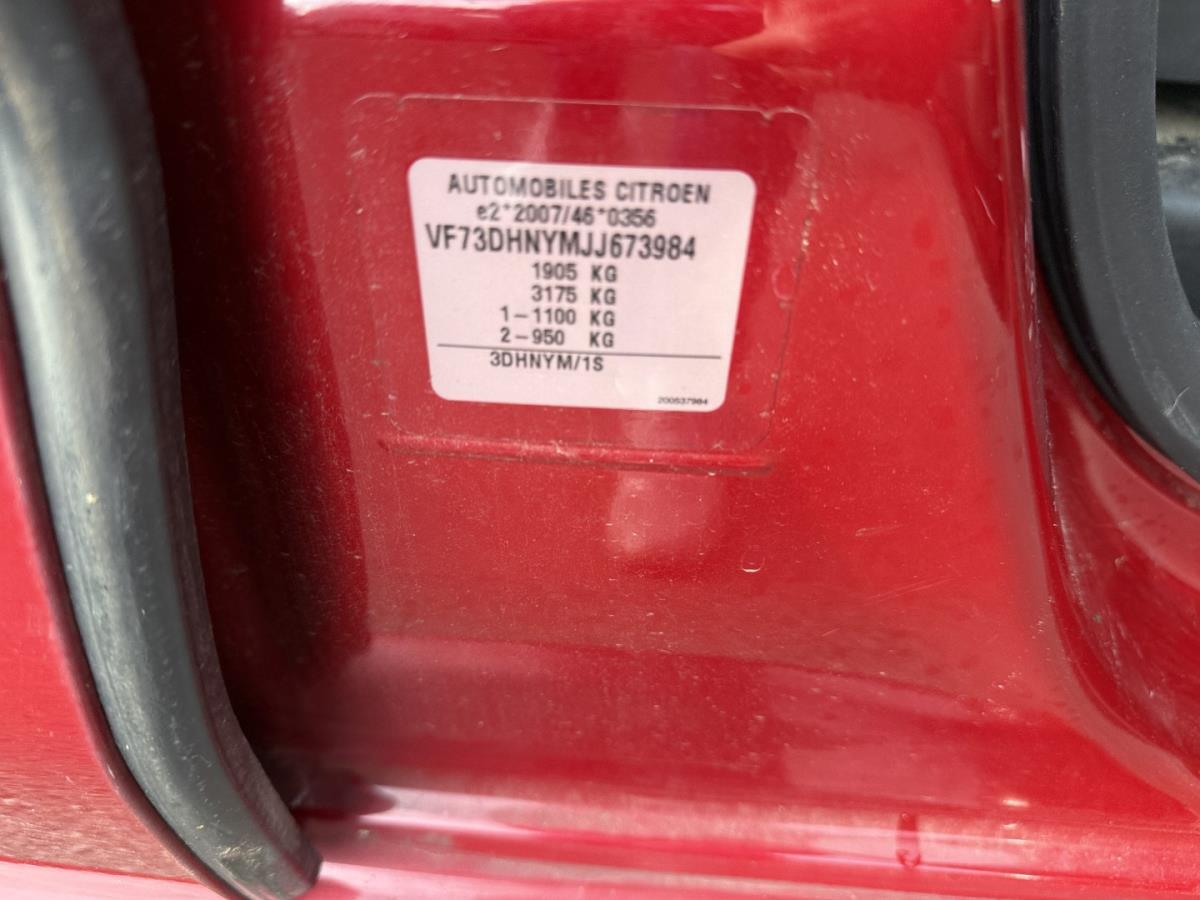 AUTOMOBILES CITROEN
e2*2007/46*0356
VF73DHNYMJJ673984
1905 KG
3175 KG
1-1100 KG
2-950 KG
3DHNYM/1S
200537984